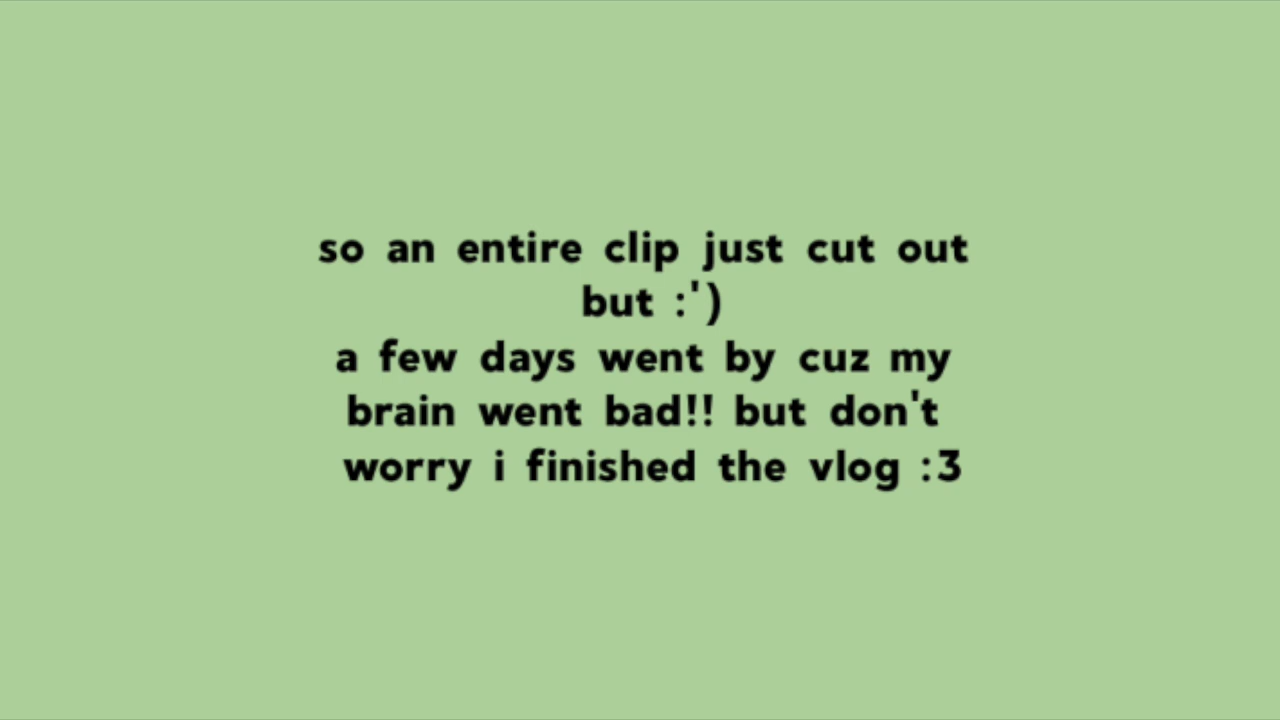 so an entire clip just cut out
but :')
a few days went by cuz my
brain went bad!! but don't
worry i finished the vlog :3